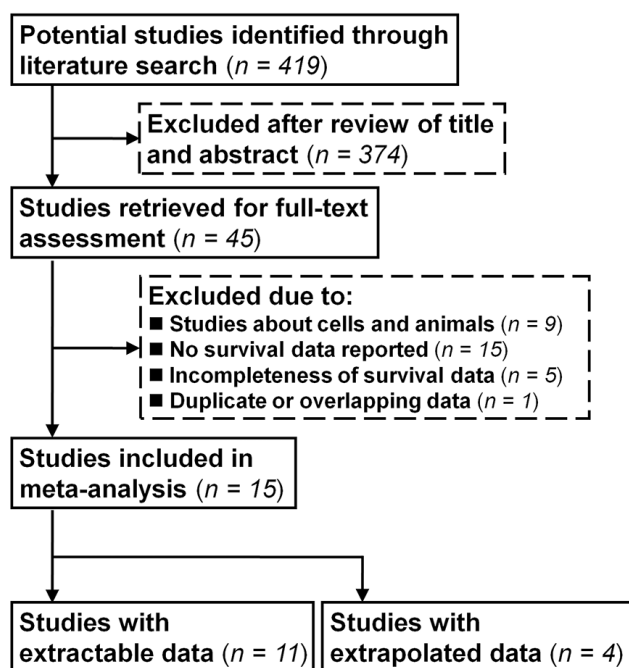 Potential studies identified through
literature search (n = 419)
Excluded after review of title
and abstract (n = 374)
Studies retrieved for full-text
assessment (n = 45)
Excluded due to:
■ Studies about cells and animals (n = 9)
■ No survival data reported (n = 15)
■ Incompleteness of survival data (n = 5)
■ Duplicate or overlapping data (n = 1)
Studies included in
meta-analysis (n = 15)
Studies with
extractable data (n = 11)
Studies with
extrapolated data (n = 4)